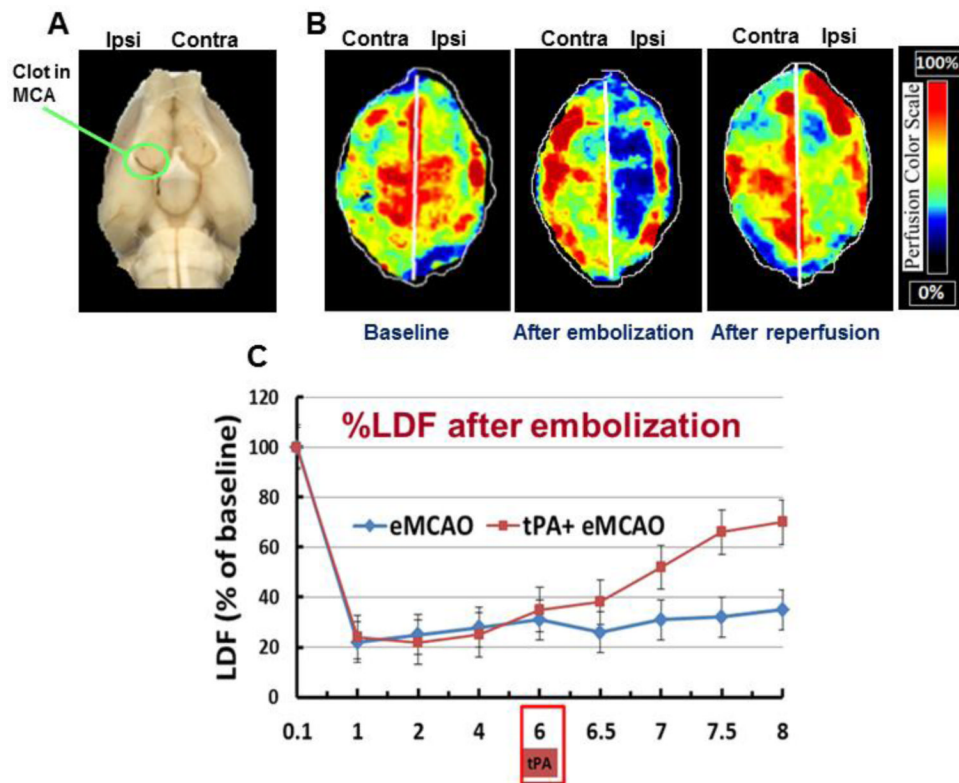 A
Ipsi Contra
Clot in
MCA
B
Contra Ipsi
Contra Ipsi
Contra Ipsi
100%
Perfusion Color Scale
0%
Baseline
After embolization
After reperfusion
C
%LDF after embolization
LDF (% of baseline)
120
100
80
60
40
20
0
eMCAO
tPA+ eMCAO
0.1 1 2 4 6 6.5 7 7.5 8
tPA